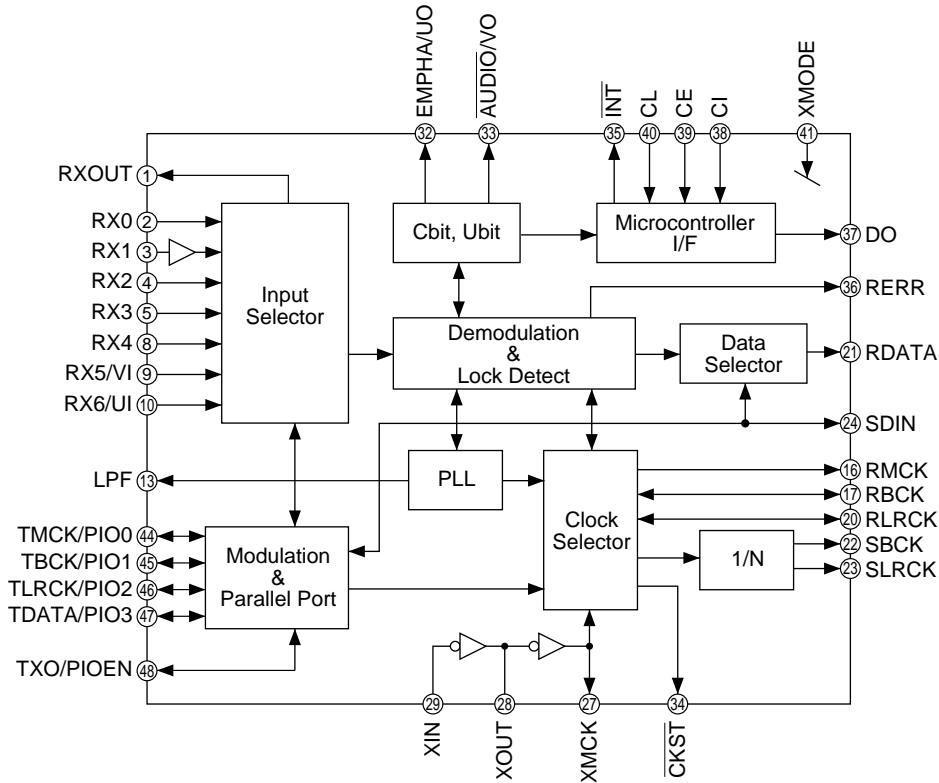 EMPHA/UO
AUDIO/VO
INT
CL
CE
CI
XMODE
32
33
35
40
39
38
41
RXOUT 1
RX0 2
RX1 3
RX2 4
RX3 5
RX4 8
RX5/VI 9
RX6/UI 10
Input
Selector
Cbit, Ubit
Microcontroller
I/F
37 DO
36 RERR
Demodulation
&
Lock Detect
Data
Selector
21 RDATA
24 SDIN
LPF 13
PLL
Clock
Selector
16 RMCK
17 RBCK
20 RLRCK
22 SBCK
23 SLRCK
1/N
TMCK/PIO0 44
TBCK/PIO1 45
TLRCK/PIO2 46
TDATA/PIO3 47
TXO/PIOEN 48
Modulation
&
Parallel Port
29
28
27
34
XIN
XOUT
XMCK
CKST